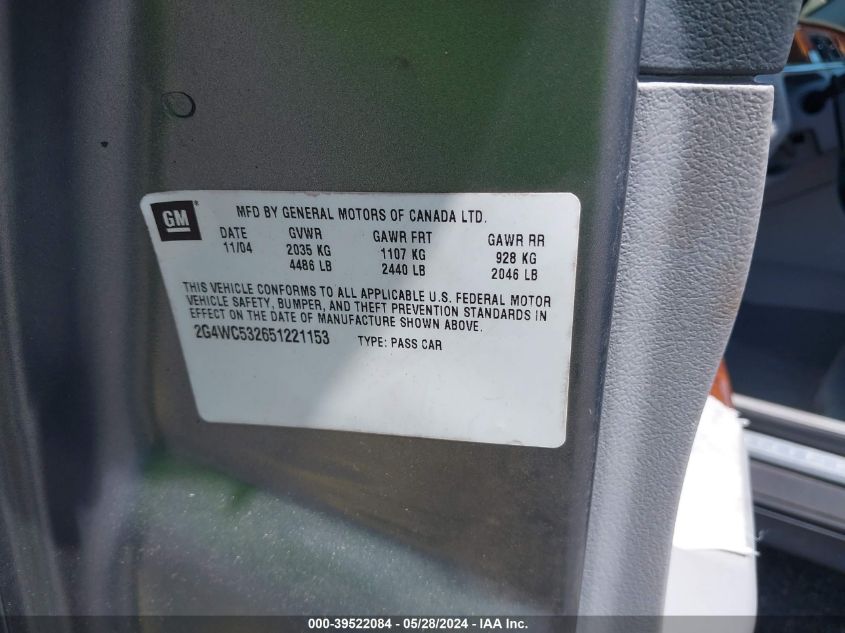 GM ®
MFD BY GENERAL MOTORS OF CANADA LTD.
DATE GVWR GAWR FRT GAWR RR
11/04 2035 KG 1107 KG 928 KG
4486 LB 2440 LB 2046 LB
THIS VEHICLE CONFORMS TO ALL APPLICABLE U.S. FEDERAL MOTOR
VEHICLE SAFETY, BUMPER, AND THEFT PREVENTION STANDARDS IN
EFFECT ON THE DATE OF MANUFACTURE SHOWN ABOVE.
2G4WC532651221153 TYPE: PASS CAR
000-39522084 - 05/28/2024 - IAA Inc.